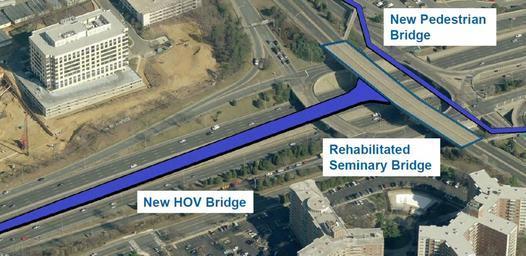 New Pedestrian
Bridge
Rehabilitated
Seminary Bridge
New HOV Bridge